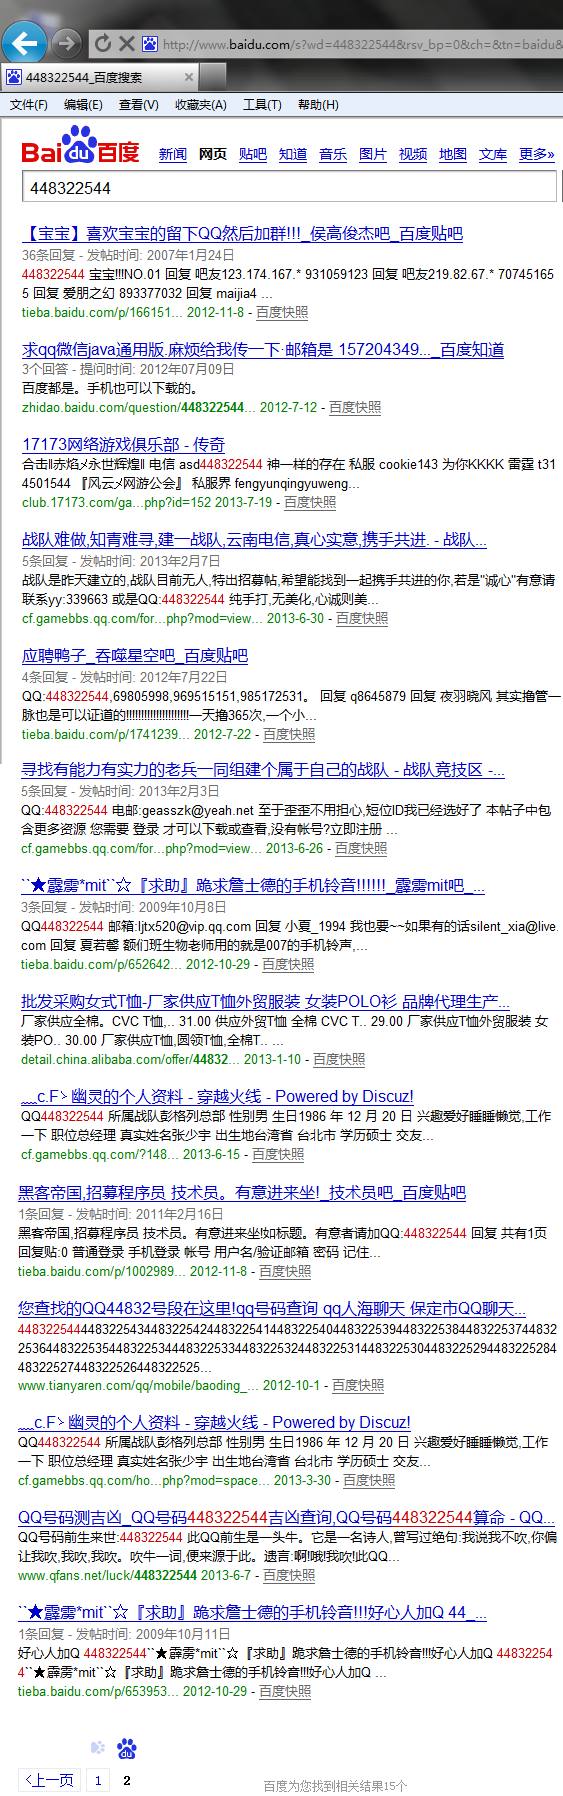 http://www.baidu.com/s?wd=448322544&rsv_bp=0&ch=&tn=baidu&
448322544_百度搜索
文件(F) 编辑(E) 查看(V) 收藏夹(A) 工具(T) 帮助(H)
Bai du 百度 新闻 网页 贴吧 知道 音乐 图片 视频 地图 文库 更多»
448322544
【宝宝】喜欢宝宝的留下QQ然后加群!!!_侯高俊杰吧_百度贴吧
36条回复 - 发帖时间: 2007年1月24日
448322544 宝宝!!!NO.01 回复 吧友123.174.167.* 931059123 回复 吧友219.82.67.* 70745165
5 回复 爱朋之幻 893377032 回复 maijia4 ...
tieba.baidu.com/p/166151... 2012-11-8 - 百度快照
求qq微信java通用版.麻烦给我传一下·邮箱是 157204349..._百度知道
3个回答 - 提问时间: 2012年07月09日
百度都是。手机也可以下载的。
zhidao.baidu.com/question/448322544... 2012-7-12 - 百度快照
17173网络游戏俱乐部 - 传奇
合击‖赤焰メ永世辉煌‖ 电信 asd448322544 神一样的存在 私服 cookie143 为你KKKK 雷霆 t31
4501544 『风云メ网游公会』 私服界 fengyunqingyuweng...
club.17173.com/ga...php?id=152 2013-7-19 - 百度快照
战队难做,知青难寻,建一战队,云南电信,真心实意,携手共进. - 战队...
5条回复 - 发帖时间: 2013年2月7日
战队是昨天建立的,战队目前无人,特出招募帖,希望能找到一起携手共进的你,若是"诚心"有意请
联系yy:339663 或是QQ:448322544 纯手打,无美化,心诚则美...
cf.gamebbs.qq.com/for...php?mod=view... 2013-6-30 - 百度快照
应聘鸭子_吞噬星空吧_百度贴吧
4条回复 - 发帖时间: 2012年7月22日
QQ:448322544,69805998,969515151,985172531。 回复 q8645879 回复 夜羽晓风 其实撸管一
脉也是可以证道的!!!!!!!!!!!!!!!!!!!!!一天撸365次,一个小...
tieba.baidu.com/p/1741239... 2012-7-22 - 百度快照
寻找有能力有实力的老兵一同组建个属于自己的战队 - 战队竞技区 -...
5条回复 - 发帖时间: 2013年2月3日
QQ:448322544 电邮:geasszk@yeah.net 至于歪歪不用担心,短位ID我已经选好了 本帖子中包
含更多资源 您需要 登录 才可以下载或查看,没有帐号?立即注册 ...
cf.gamebbs.qq.com/for...php?mod=view... 2013-6-26 - 百度快照
``★霹雳*mit``☆『求助』跪求詹士德的手机铃音!!!!!!_霹雳mit吧_...
3条回复 - 发帖时间: 2009年10月8日
QQ448322544 邮箱:ljtx520@vip.qq.com 回复 小夏_1994 我也要~~如果有的话silent_xia@live.
com 回复 夏若馨 额们班生物老师用的就是007的手机铃声,...
tieba.baidu.com/p/652642... 2012-10-29 - 百度快照
批发采购女式T恤-厂家供应T恤外贸服装 女装POLO衫 品牌代理生产...
厂家供应全棉。CVC T恤,.. 31.00 供应外贸T恤 全棉 CVC T.. 29.00 厂家供应T恤外贸服装 女
装PO.. 30.00 厂家供应T恤,圆领T恤,全棉T.. ...
detail.china.alibaba.com/offer/44832... 2013-1-10 - 百度快照
﹏c.Fゝ幽灵的个人资料 - 穿越火线 - Powered by Discuz!
QQ448322544 所属战队彭格列总部 性别男 生日1986 年 12 月 20 日 兴趣爱好睡睡懒觉,工作
一下 职位总经理 真实姓名张少宇 出生地台湾省 台北市 学历硕士 交友...
cf.gamebbs.qq.com/?148... 2013-6-15 - 百度快照
黑客帝国,招募程序员 技术员。有意进来坐!_技术员吧_百度贴吧
1条回复 - 发帖时间: 2011年2月16日
黑客帝国,招募程序员 技术员。有意进来坐!如标题。有意者请加QQ:448322544 回复 共有1页
回复贴:0 普通登录 手机登录 帐号 用户名/验证邮箱 密码 记住...
tieba.baidu.com/p/1002989... 2012-11-8 - 百度快照
您查找的QQ44832号段在这里!qq号码查询 qq人海聊天 保定市QQ聊天...
44832254444832254344832254244832254144832254044832253944832253844832253744832
25364483225354483225344483225334483225324483225314483225304483225294483225284
48322527448322526448322525...
www.tianyaren.com/qq/mobile/baoding_... 2012-10-1 - 百度快照
﹏c.Fゝ幽灵的个人资料 - 穿越火线 - Powered by Discuz!
QQ448322544 所属战队彭格列总部 性别男 生日1986 年 12 月 20 日 兴趣爱好睡睡懒觉,工作
一下 职位总经理 真实姓名张少宇 出生地台湾省 台北市 学历硕士 交友...
cf.gamebbs.qq.com/ho...php?mod=space... 2013-3-30 - 百度快照
QQ号码测吉凶_QQ号码448322544吉凶查询,QQ号码448322544算命 - QQ...
QQ号码前生来世:448322544 此QQ前生是一头牛。它是一名诗人,曾写过绝句:我说我不吹,你偏
让我吹,我吹,我吹。吹牛一词,便来源于此。遗言:啊!哦!我吹!此QQ...
www.qfans.net/luck/448322544 2013-6-7 - 百度快照
``★霹雳*mit``☆『求助』跪求詹士德的手机铃音!!!好心人加Q 44_...
1条回复 - 发帖时间: 2009年10月11日
好心人加Q 448322544``★霹雳*mit``☆『求助』跪求詹士德的手机铃音!!!好心人加Q 44832254
4``★霹雳*mit``☆『求助』跪求詹士德的手机铃音!!!好心人加Q ...
tieba.baidu.com/p/653953... 2012-10-29 - 百度快照
du
<上一页 1 2 百度为您找到相关结果15个